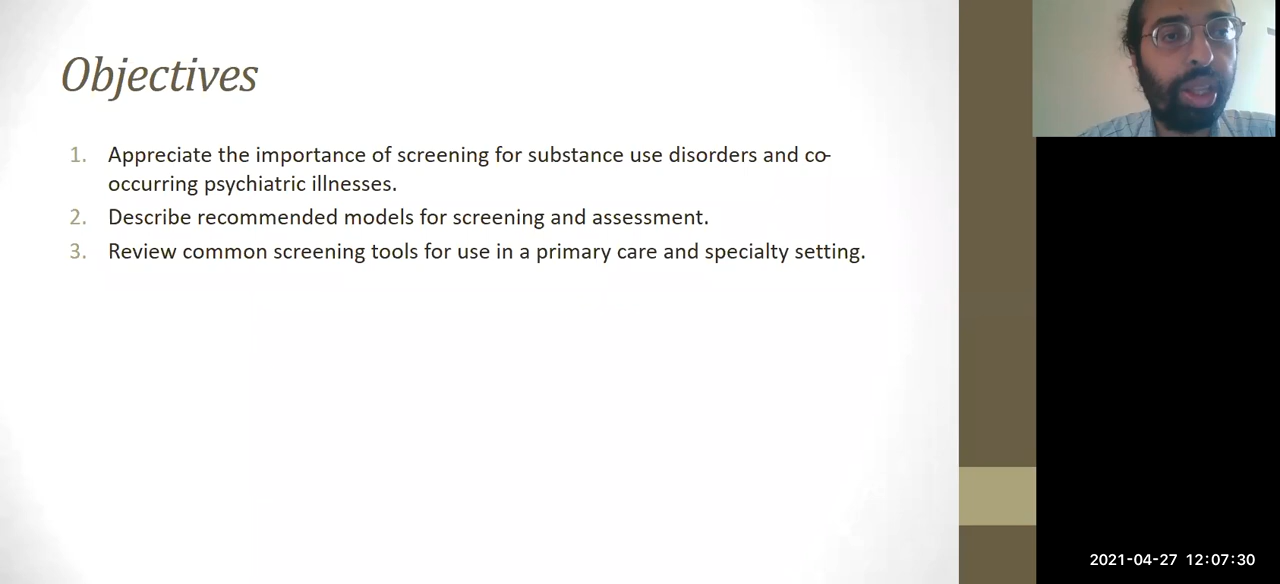 Objectives
1. Appreciate the importance of screening for substance use disorders and co-
occurring psychiatric illnesses.
2. Describe recommended models for screening and assessment.
3. Review common screening tools for use in a primary care and specialty setting.
2021-04-27 12:07:30